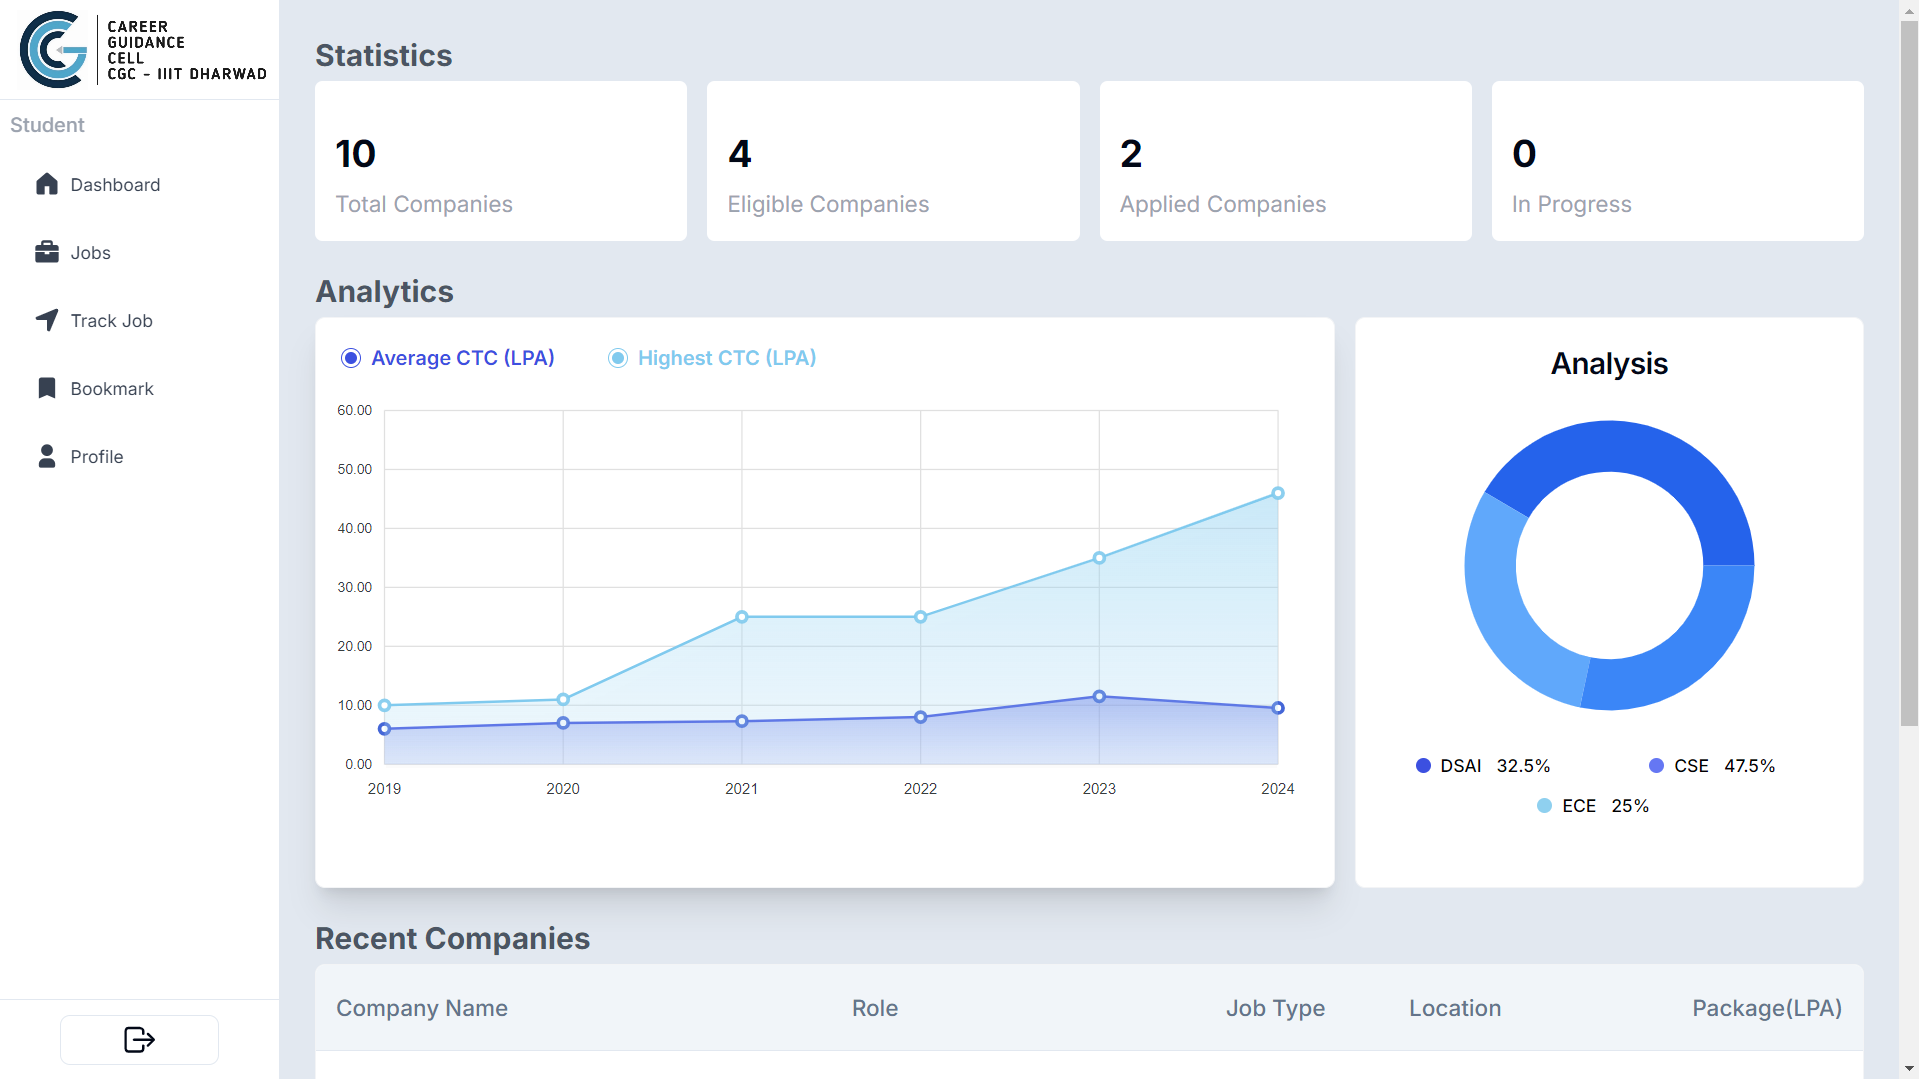 CAREER
GUIDANCE
CELL
CGC - IIIT DHARWAD
Student
Dashboard
Jobs
Track Job
Bookmark
Profile
Statistics
10
Total Companies
4
Eligible Companies
2
Applied Companies
0
In Progress
Analytics
Average CTC (LPA) Highest CTC (LPA)
60.00
50.00
40.00
30.00
20.00
10.00
0.00
2019 2020 2021 2022 2023 2024
Analysis
DSAI 32.5% CSE 47.5%
ECE 25%
Recent Companies
Company Name Role Job Type Location Package(LPA)